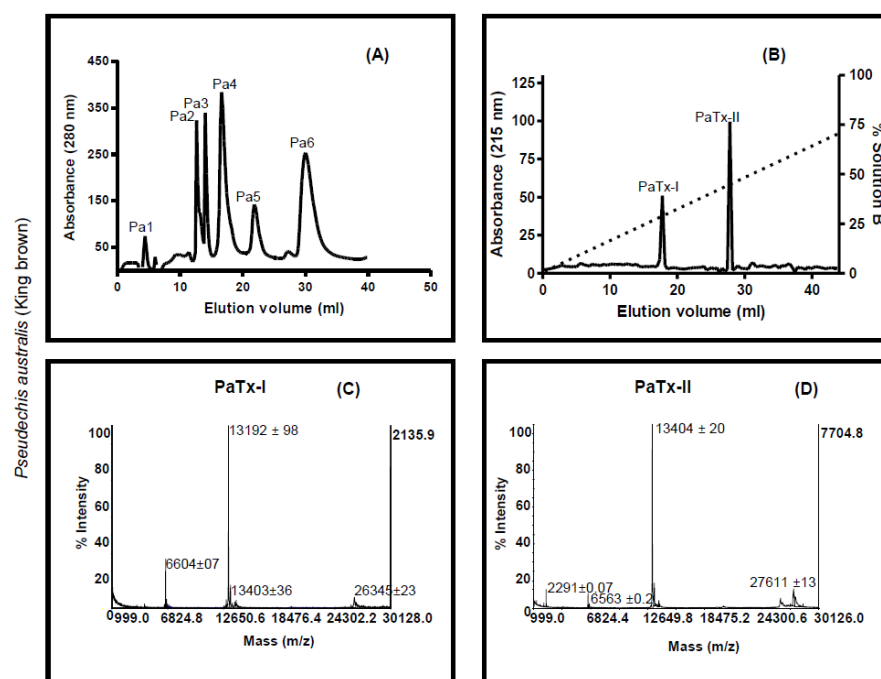 Pseudechis australis (King brown)
(A)
Absorbance (280 nm)
450
350
250
150
50
Pa1
Pa2
Pa3
Pa4
Pa5
Pa6
0 10 20 30 40 50
Elution volume (ml)
(B)
Absorbance (215 nm)
125
100
75
50
25
0
PaTx-I
PaTx-II
100
75
50
25
0
% Solution B
0 10 20 30 40
Elution volume (ml)
PaTx-I (C)
% Intensity
100
80
60
40
20
0
13192 ± 98
2135.9
6604±07
13403±36
26345±23
999.0 6824.8 12650.6 18476.4 24302.2 30128.0
Mass (m/z)
PaTx-II (D)
% Intensity
100
80
60
40
20
0
13404 ± 20
7704.8
2291±0.07
6563 ±0.2
27611 ±13
999.0 6824.4 12649.8 18475.2 24300.6 30126.0
Mass (m/z)